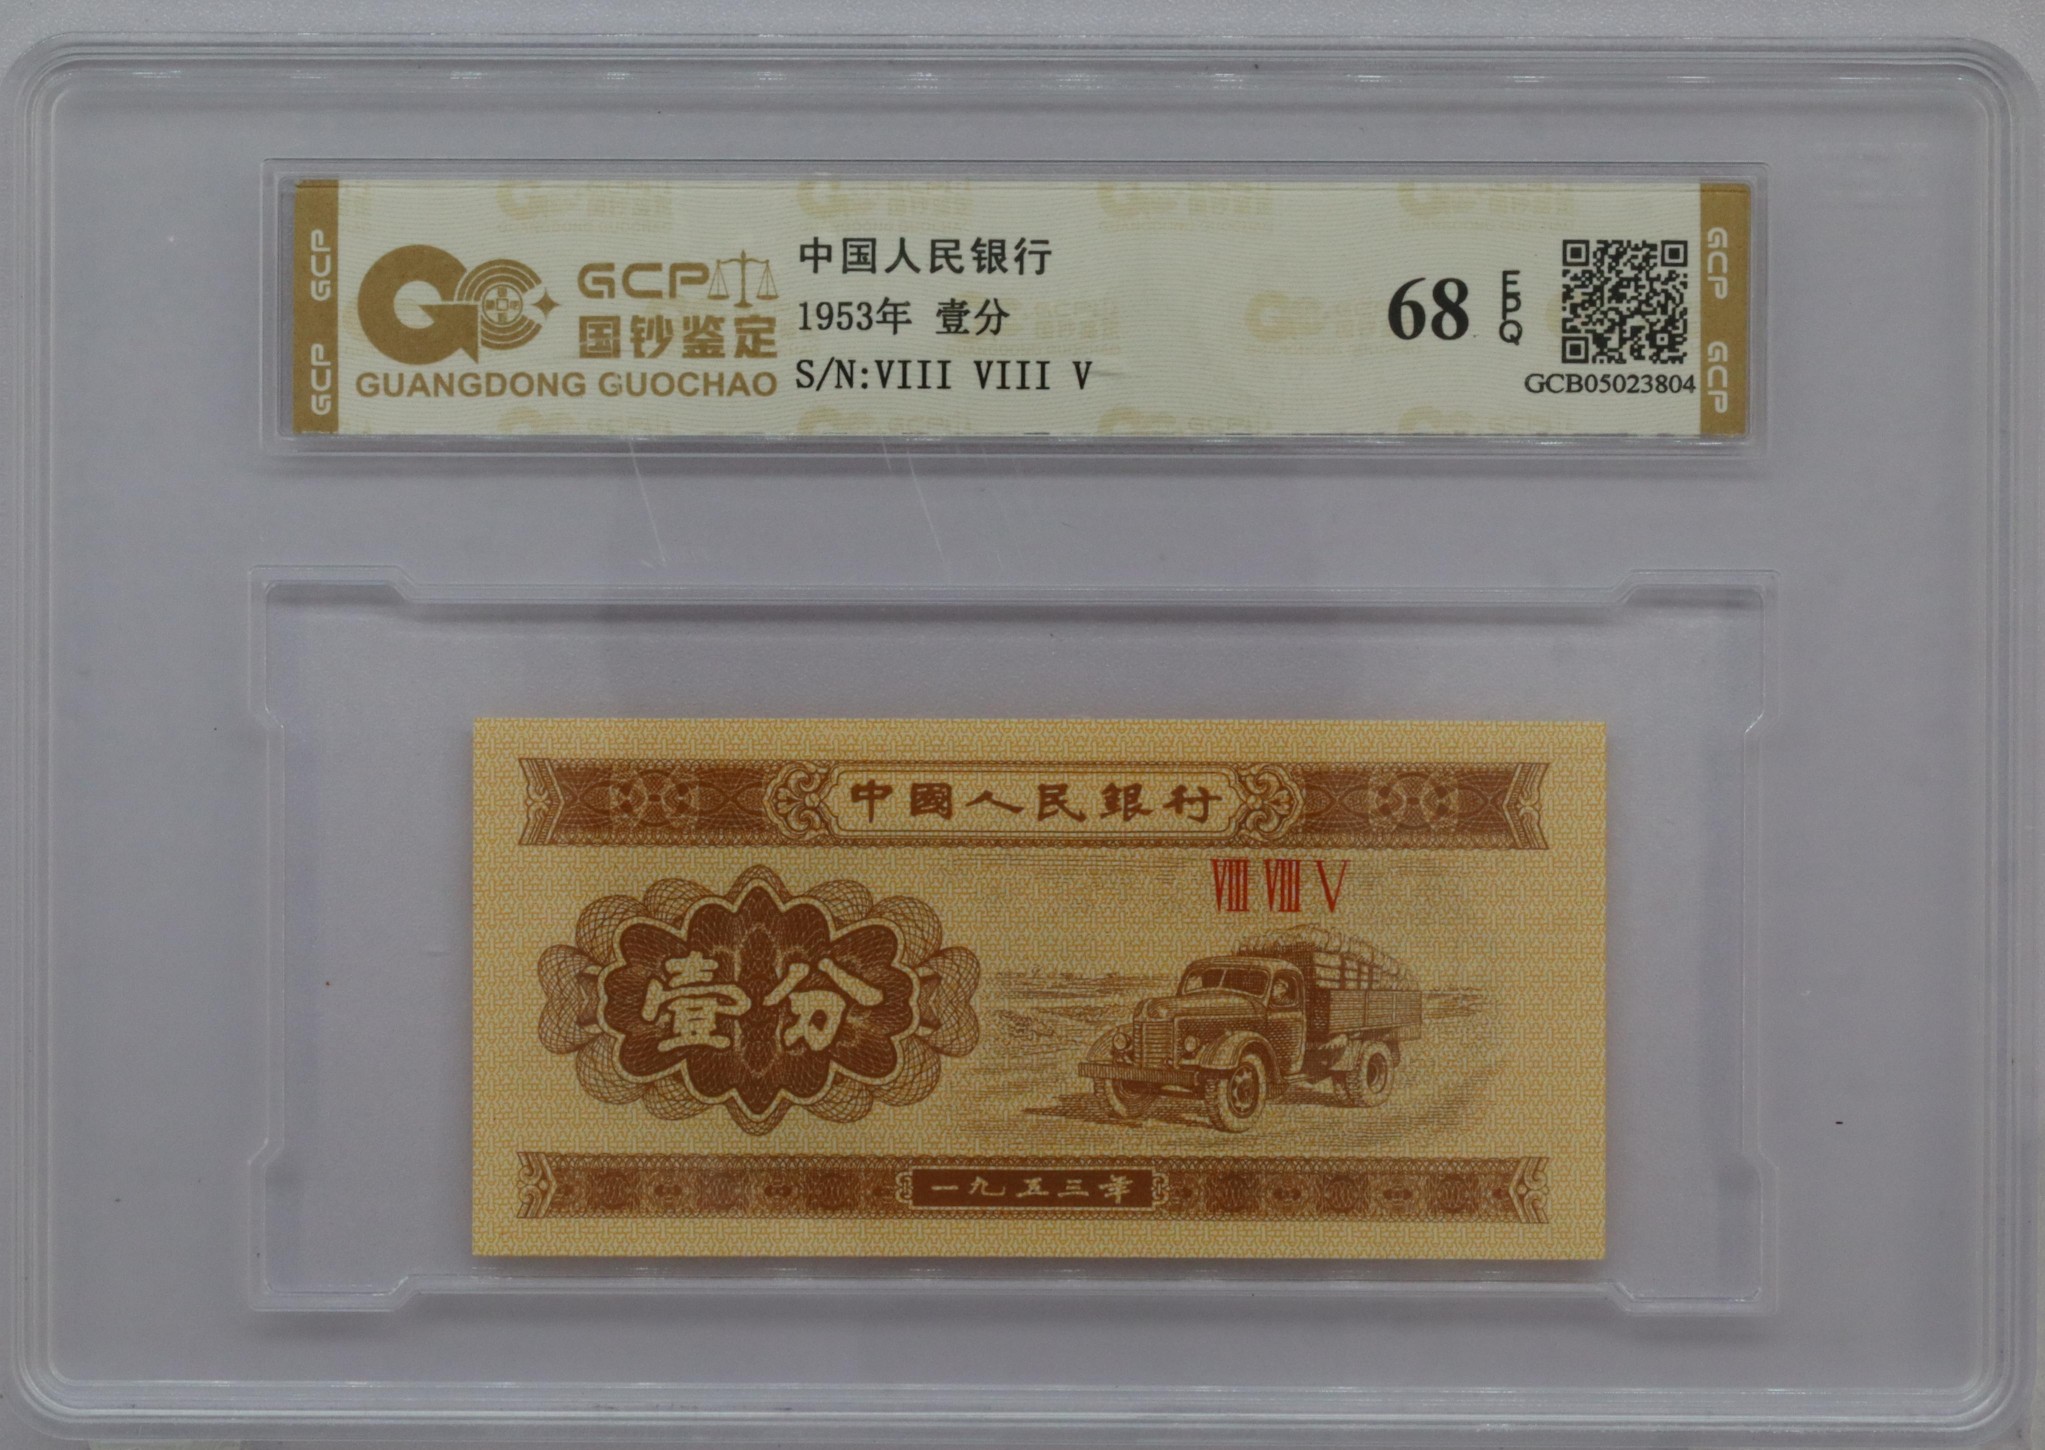 GCP GCP
GCP
国钞鉴定
GUANGDONG GUOCHAO
中国人民银行
1953年 壹分
S/N:VIII VIII V
68 EPQ
GCB05023804
GCP GCP
中國人民銀行
VIII VIII V
壹分
一九五三年